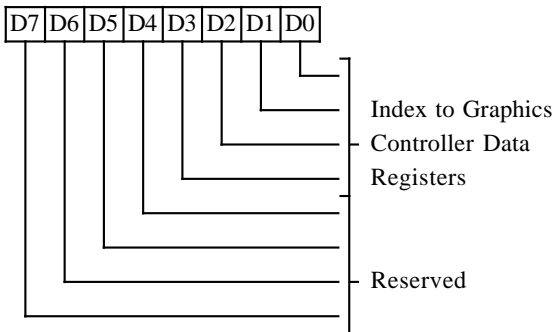 D7 D6 D5 D4 D3 D2 D1 D0
Index to Graphics
Controller Data
Registers
Reserved